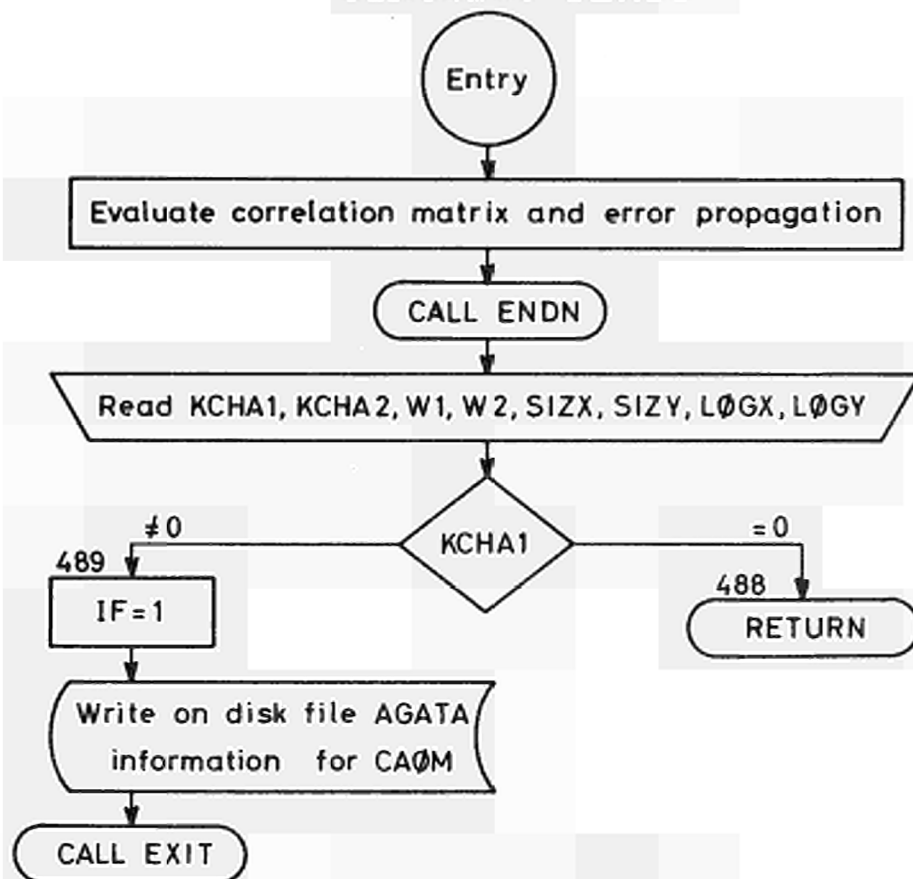 Entry
Evaluate correlation matrix and error propagation
CALL ENDN
Read KCHA1, KCHA2, W1, W2, SIZX, SIZY, LØGX, LØGY
KCHA1
≠0
=0
489
488
IF=1
RETURN
Write on disk file AGATA
information for CAØM
CALL EXIT